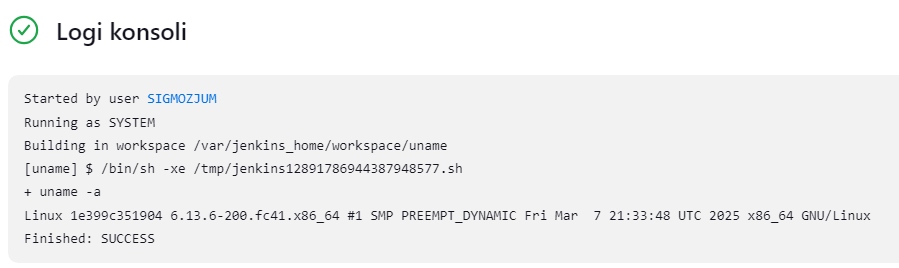 Logi konsoli
Started by user SIGMOZJUM
Running as SYSTEM
Building in workspace /var/jenkins_home/workspace/uname
[uname] $ /bin/sh -xe /tmp/jenkins12891786944387948577.sh
+ uname -a
Linux 1e399c351904 6.13.6-200.fc41.x86_64 #1 SMP PREEMPT_DYNAMIC Fri Mar  7 21:33:48 UTC 2025 x86_64 GNU/Linux
Finished: SUCCESS